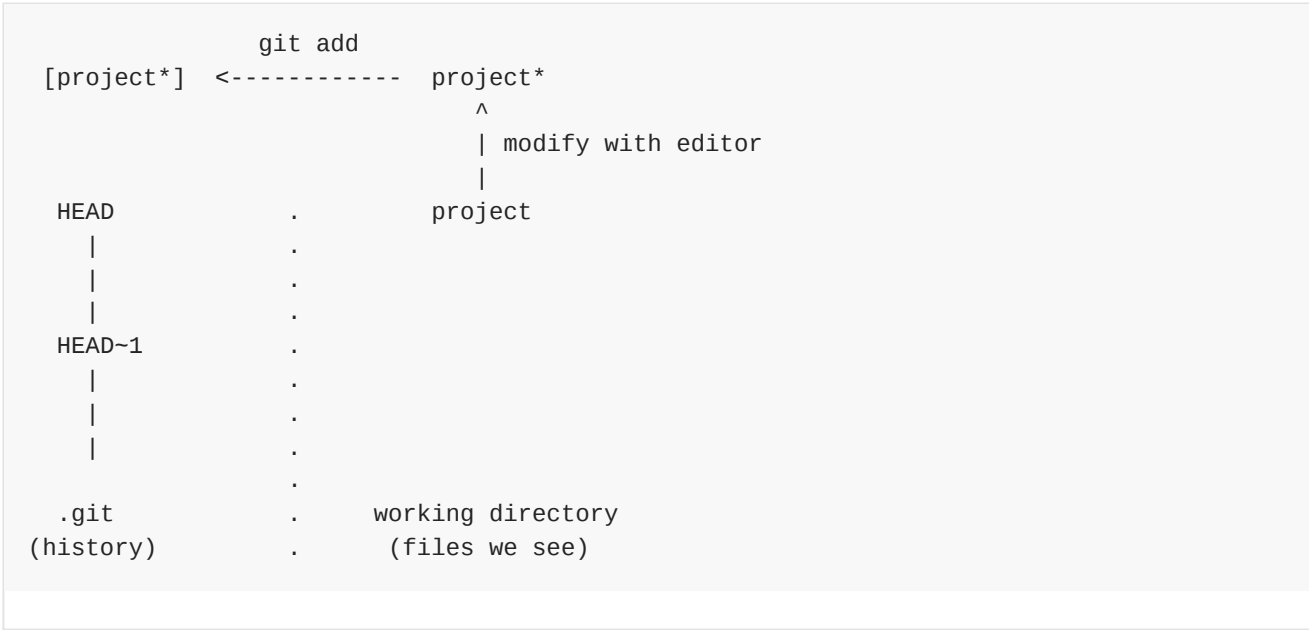 git add
 [project*]  <------------  project*
                               ^
                               | modify with editor
                               |
  HEAD            .         project
    |             .
    |             .
    |             .
  HEAD~1          .
    |             .
    |             .
    |             .
                  .
  .git            .     working directory
(history)         .      (files we see)